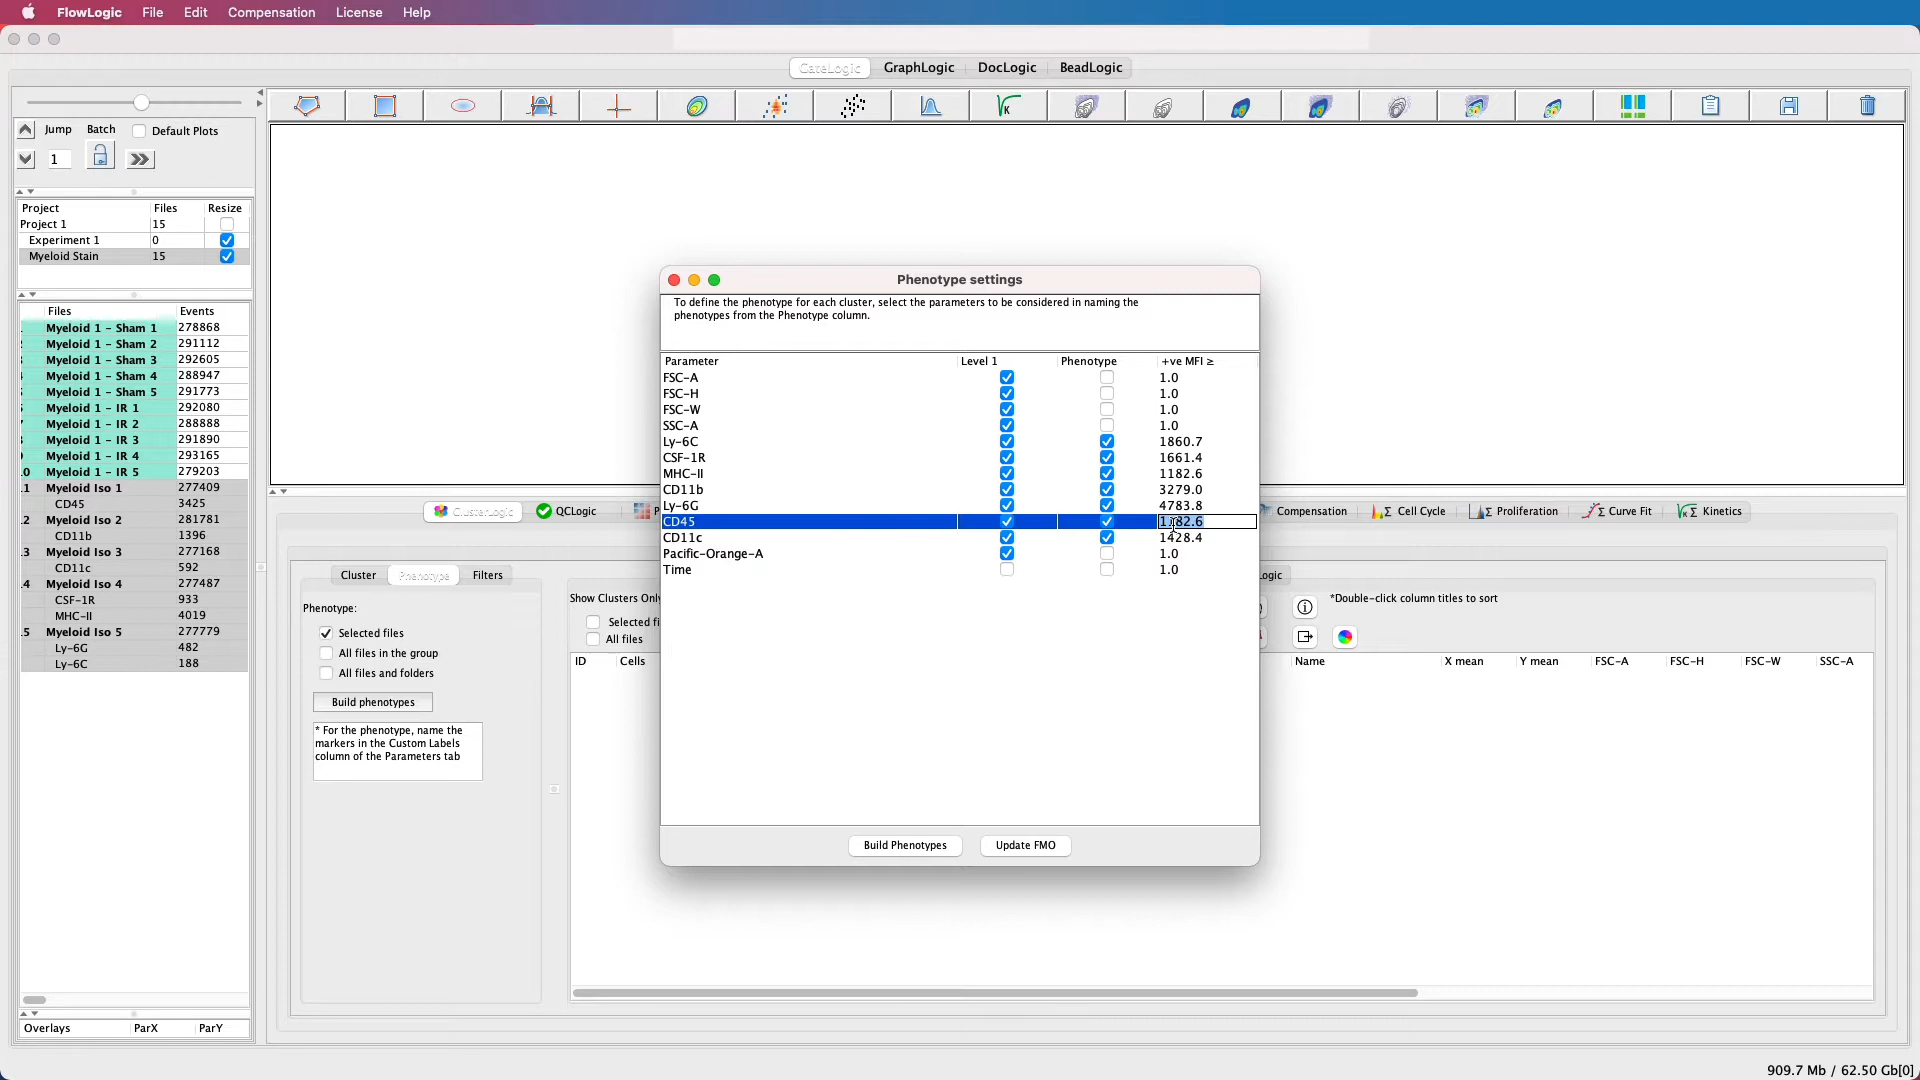 FlowLogic File Edit Compensation License Help
GateLogic GraphLogic DocLogic BeadLogic
Jump Batch Default Plots
1
Project Files Resize
Project 1 15
Experiment 1 0
Myeloid Stain 15
Files Events
Myeloid 1 - Sham 1 278868
Myeloid 1 - Sham 2 291112
Myeloid 1 - Sham 3 292605
Myeloid 1 - Sham 4 288947
Myeloid 1 - Sham 5 291773
Myeloid 1 - IR 1 292080
Myeloid 1 - IR 2 288888
Myeloid 1 - IR 3 291890
Myeloid 1 - IR 4 293165
Myeloid 1 - IR 5 279203
Myeloid Iso 1 277409
CD45 3425
Myeloid Iso 2 281781
CD11b 1396
Myeloid Iso 3 277168
CD11c 592
Myeloid Iso 4 277487
CSF-1R 933
MHC-II 4019
Myeloid Iso 5 277779
Ly-6G 482
Ly-6C 188
Overlays ParX ParY
ClusterLogic QCLogic
Compensation Cell Cycle Proliferation Curve Fit Kinetics
Cluster Phenotype Filters
Phenotype:
Selected files
All files in the group
All files and folders
Build phenotypes
* For the phenotype, name the
markers in the Custom Labels
column of the Parameters tab
Show Clusters Only
All files
ID Cells
*Double-click column titles to sort
Name X mean Y mean FSC-A FSC-H FSC-W SSC-A
Phenotype settings
To define the phenotype for each cluster, select the parameters to be considered in naming the
phenotypes from the Phenotype column.
Parameter Level 1 Phenotype +ve MFI ≥
FSC-A 1.0
FSC-H 1.0
FSC-W 1.0
SSC-A 1.0
Ly-6C 1860.7
CSF-1R 1661.4
MHC-II 1182.6
CD11b 3279.0
Ly-6G 4783.8
CD45
CD11c 1428.4
Pacific-Orange-A 1.0
Time 1.0
Build Phenotypes Update FMO
909.7 Mb / 62.50 Gb[0]